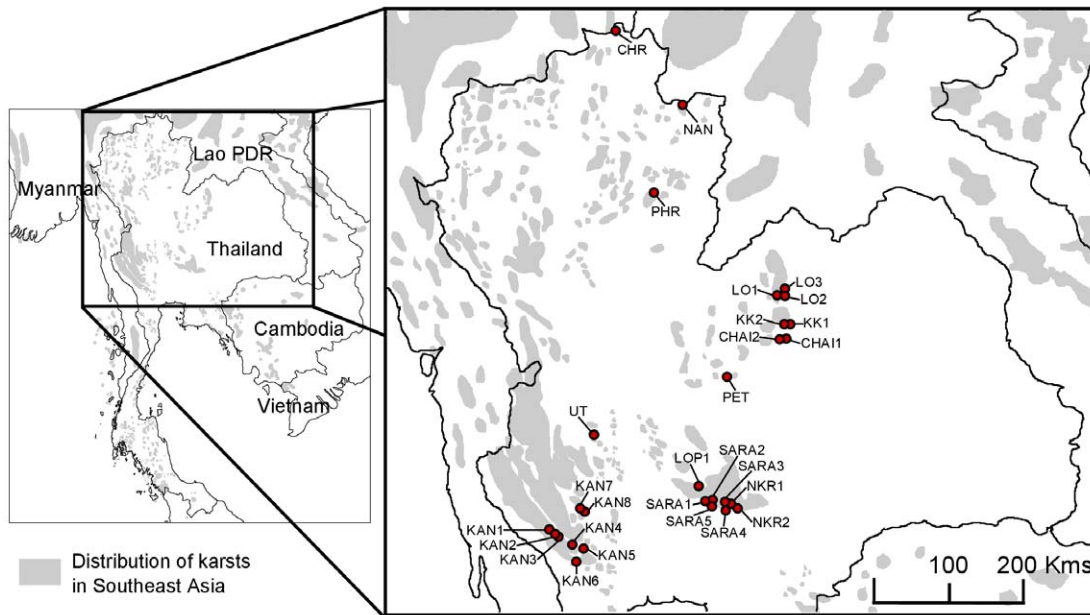 Myanmar
Lao PDR
Thailand
Cambodia
Vietnam
Distribution of karsts
in Southeast Asia
CHR
NAN
PHR
LO3
LO1
LO2
KK2
KK1
CHAI2
CHAI1
PET
UT
SARA2
LOP1
SARA3
KAN7
NKR1
KAN8
SARA1
KAN1
KAN4
SARA5
NKR2
KAN2
SARA4
KAN3
KAN5
KAN6
100
200 Kms